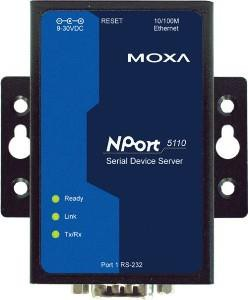 RESET
9-30VDC
10/100M
Ethernet
MOXA
NPort 5110
Serial Device Server
Ready
Link
Tx/Rx
Port 1 RS-232